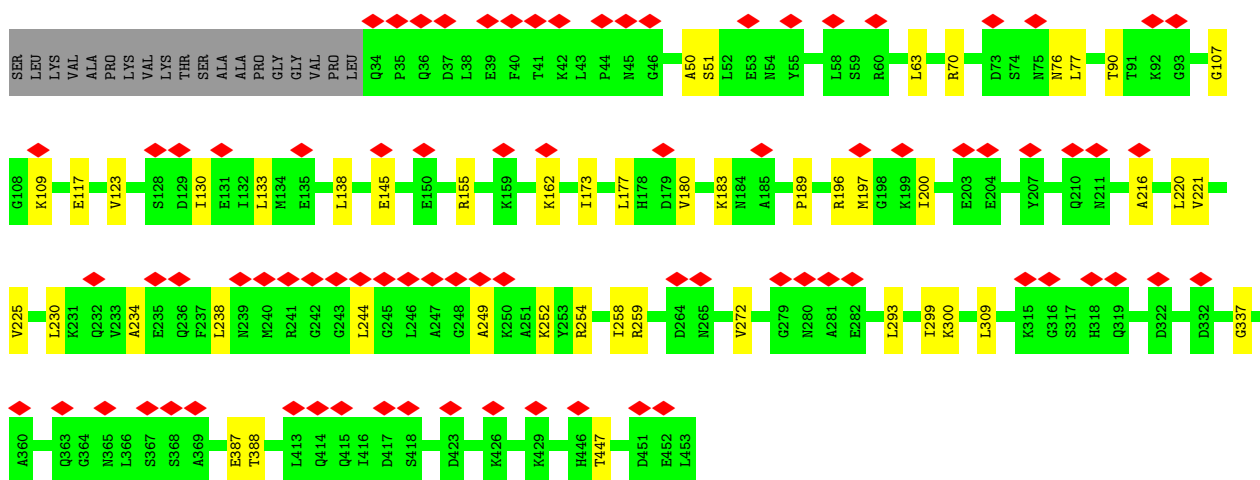 SER LEU LYS VAL ALA PRO LYS VAL LYS THR SER ALA ALA PRO GLY GLY VAL PRO LEU Q34 P35 Q36 D37 L38 E39 F40 T41 K42 L43 P44 N45 G46 A50 S51 L52 E53 N54 Y55 L58 S59 R60 L63 R70 D73 S74 N75 N76 L77 T90 T91 K92 G93 G107
G108 K109 E117 V123 S128 D129 I130 E131 I132 L133 M134 E135 L138 E145 E150 R155 K159 K162 I173 L177 H178 D179 V180 K183 N184 A185 P189 R196 M197 G198 K199 I200 E203 E204 Y207 Q210 N211 A216 L220 V221
V225 L230 K231 Q232 V233 A234 E235 Q236 F237 L238 N239 M240 R241 G242 G243 L244 G245 L246 A247 G248 A249 K250 A251 K252 Y253 R254 I258 R259 D264 N265 V272 G279 N280 A281 E282 L293 I299 K300 L309 K315 G316 S317 H318 Q319 D322 D332 G337
A360 Q363 G364 N365 L366 S367 S368 A369 E387 T388 L413 Q414 Q415 I416 D417 S418 D423 K426 K429 H446 T447 D451 E452 L453